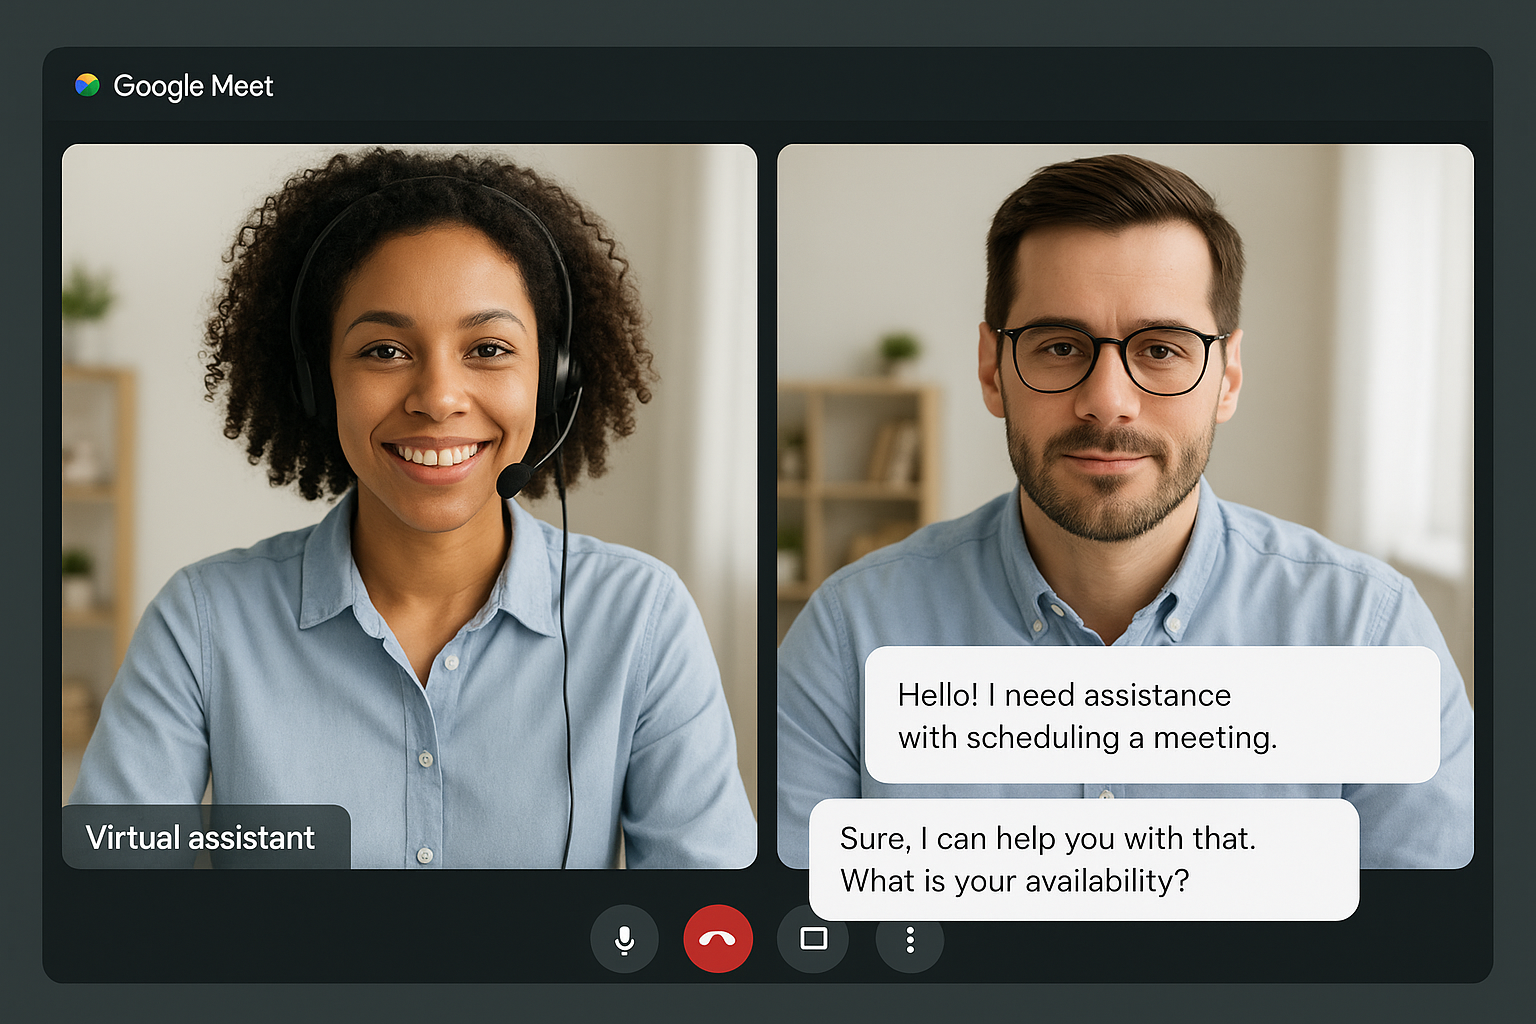 Google Meet
Virtual assistant
Hello! I need assistance
with scheduling a meeting.
Sure, I can help you with that.
What is your availability?